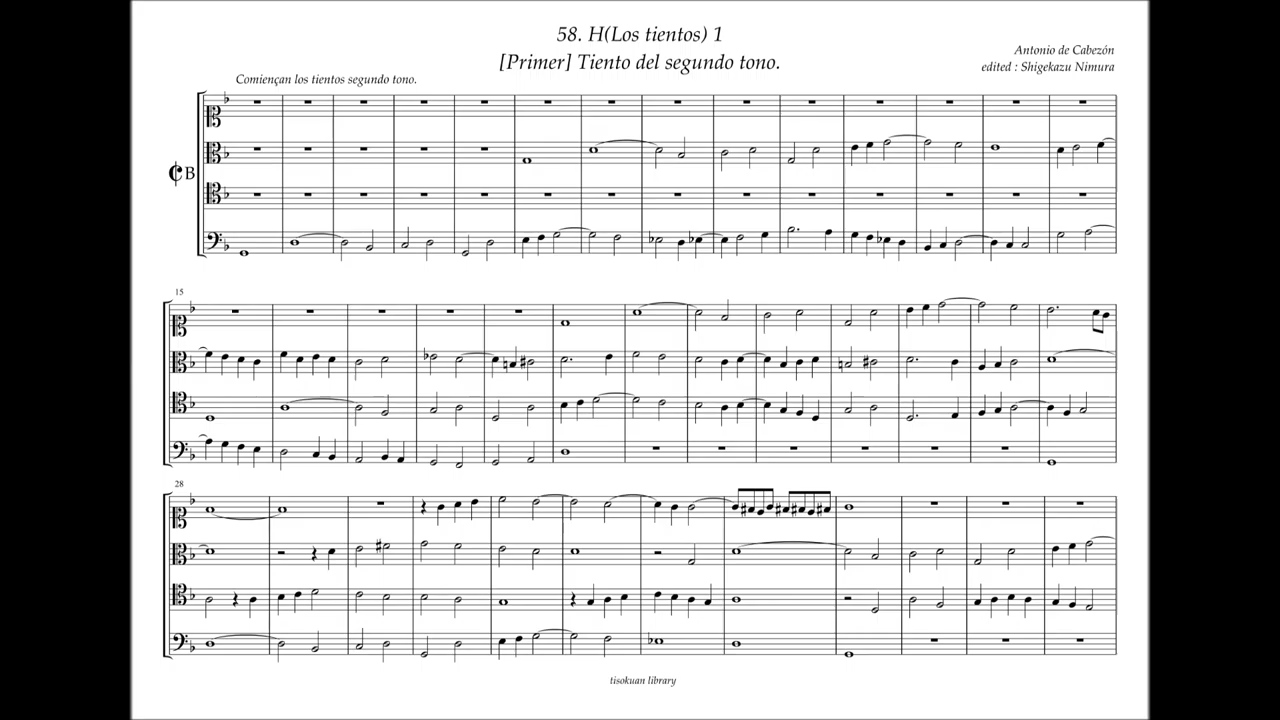 58. H(Los tientos) 1
[Primer] Tiento del segundo tono.
Antonio de Cabezón
edited : Shigekazu Nimura
Comiençan los tientos segundo tono.
B
15
28
tisokuan library